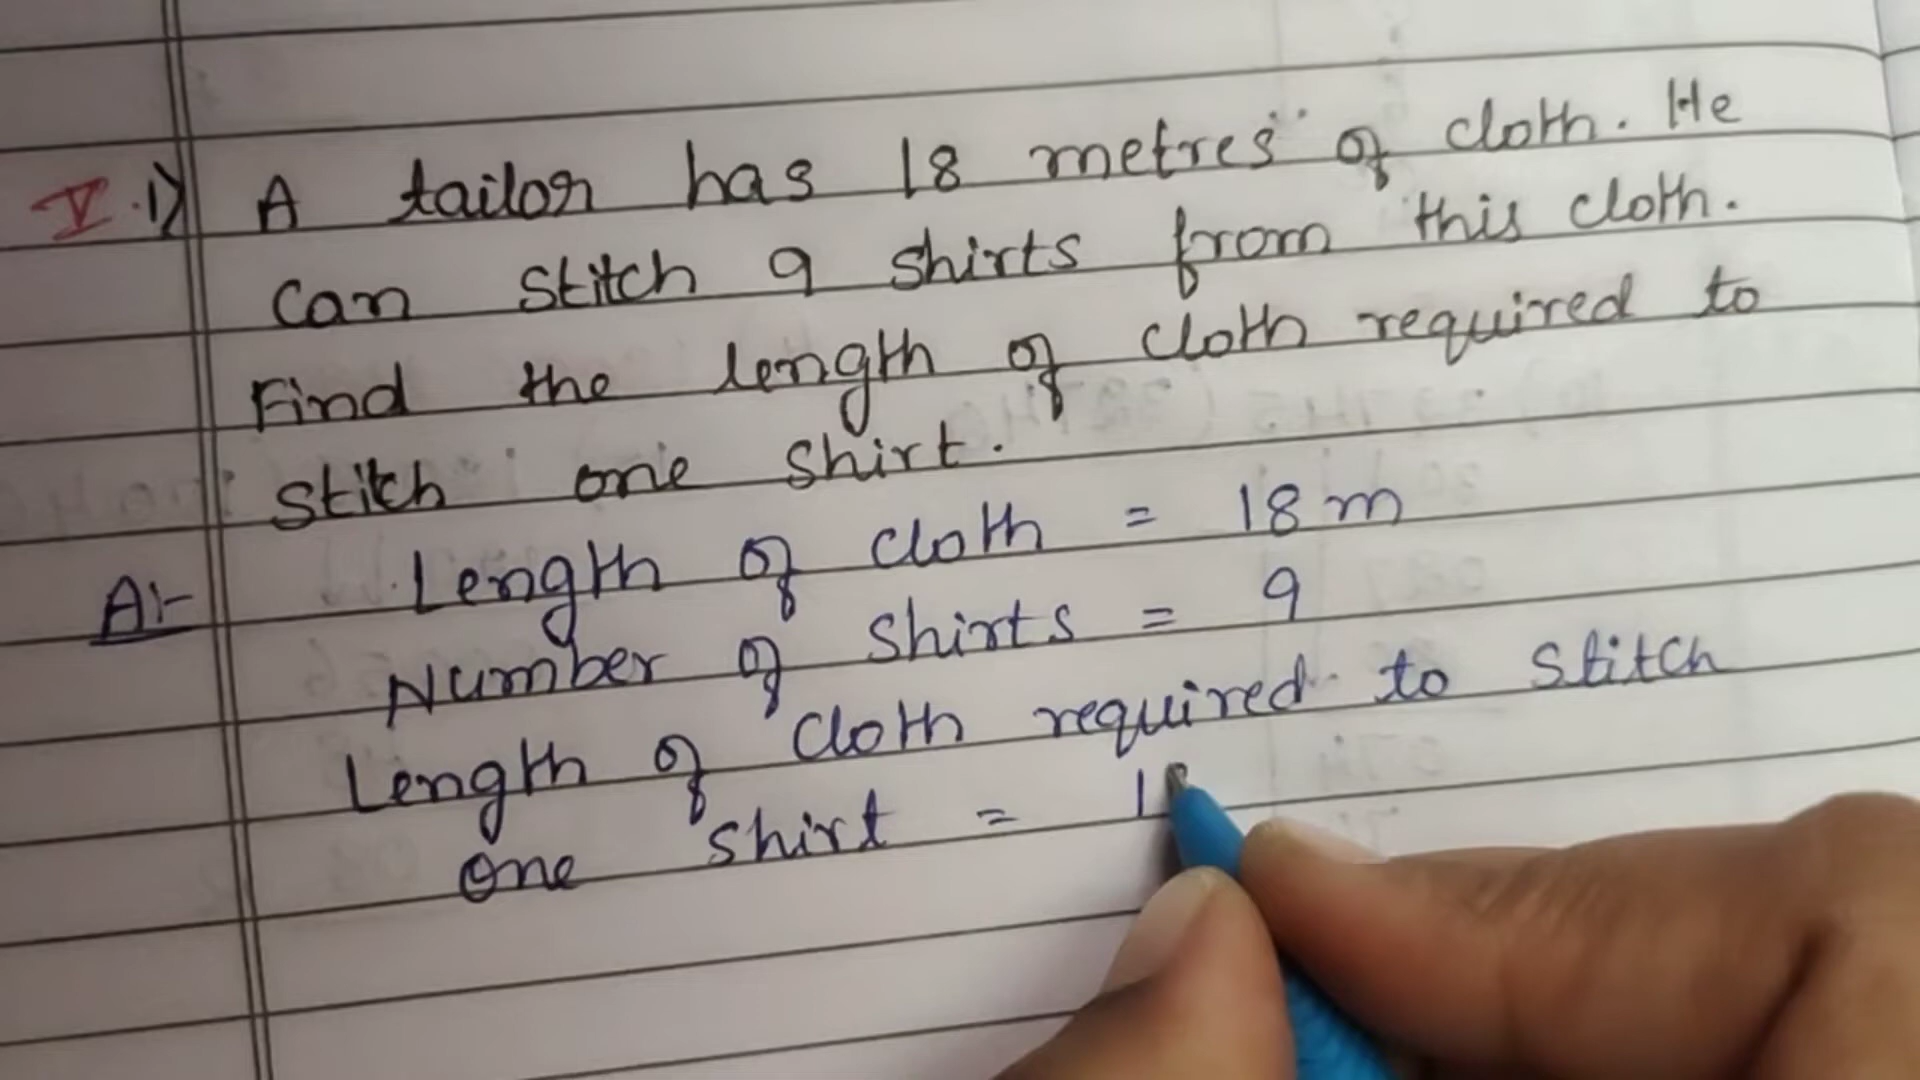 V.1) A tailor has 18 metres of cloth. He
can stitch 9 shirts from this cloth.
Find the length of cloth required to
stitch one shirt.
A:- Length of cloth = 18 m
Number of shirts = 9
Length of cloth required to stitch
one shirt = 1